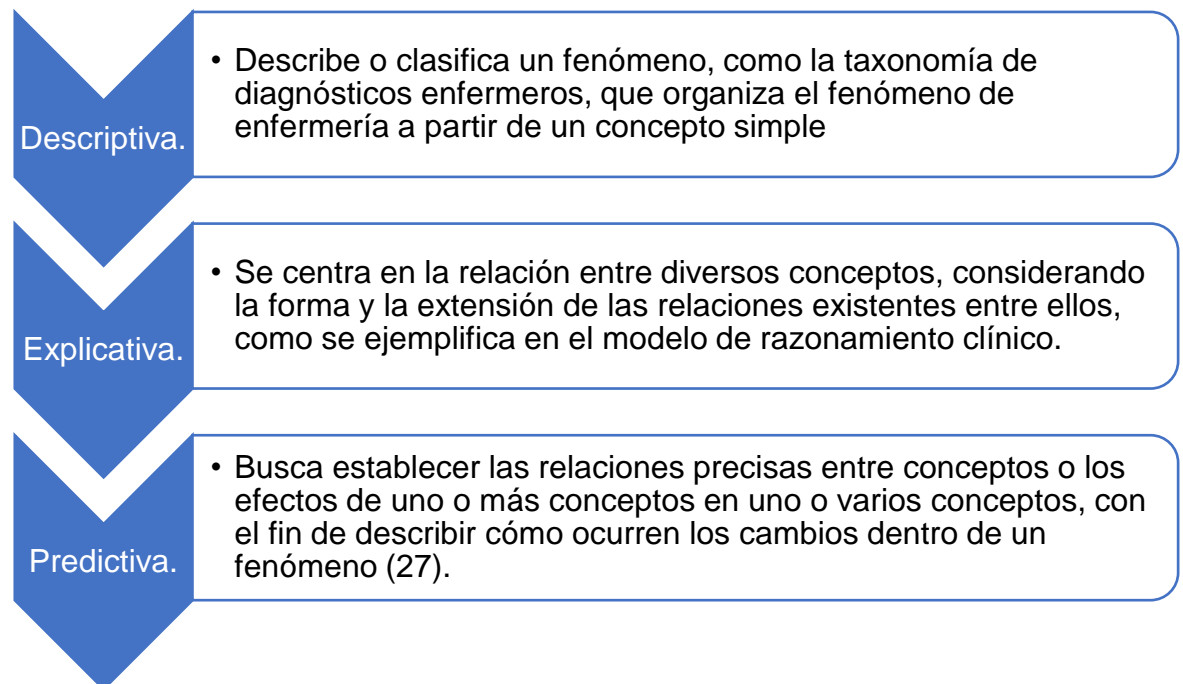 Descriptiva.
• Describe o clasifica un fenómeno, como la taxonomía de
diagnósticos enfermeros, que organiza el fenómeno de
enfermería a partir de un concepto simple
Explicativa.
• Se centra en la relación entre diversos conceptos, considerando
la forma y la extensión de las relaciones existentes entre ellos,
como se ejemplifica en el modelo de razonamiento clínico.
Predictiva.
• Busca establecer las relaciones precisas entre conceptos o los
efectos de uno o más conceptos en uno o varios conceptos, con
el fin de describir cómo ocurren los cambios dentro de un
fenómeno (27).